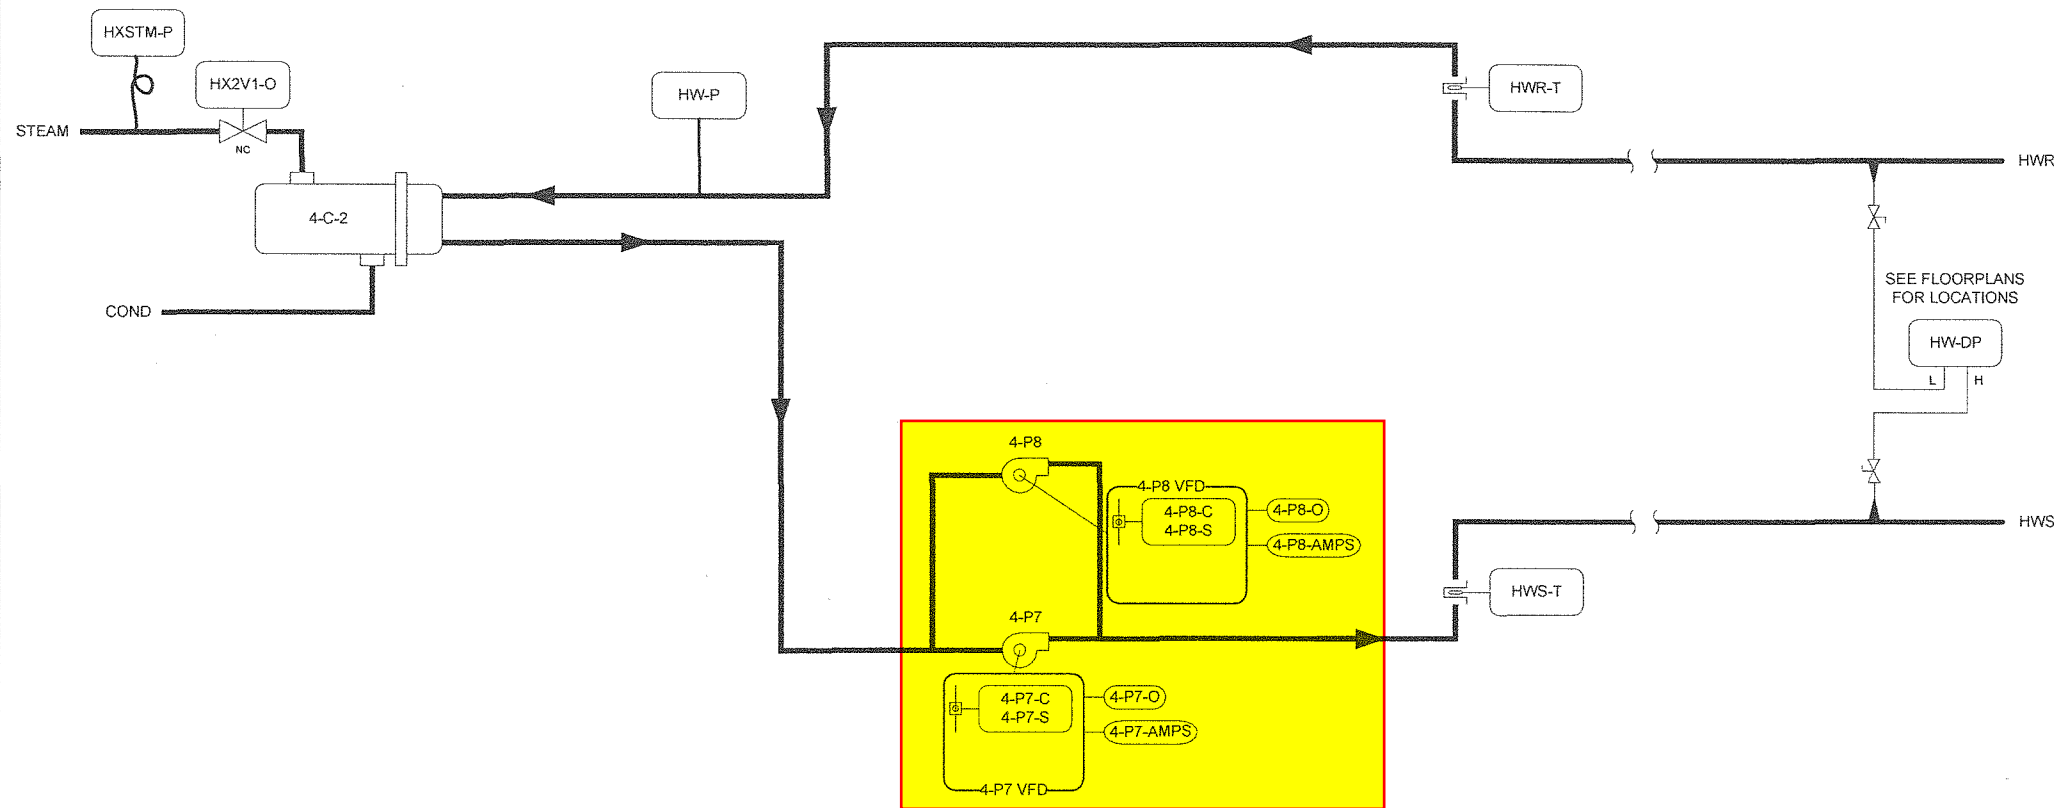 HXSTM-P
HX2V1-O
STEAM
NC
HW-P
HWR-T
HWR
4-C-2
COND
SEE FLOORPLANS
FOR LOCATIONS
HW-DP
L
H
4-P8
4-P8 VFD
4-P8-C
4-P8-S
4-P8-O
4-P8-AMPS
HWS
HWS-T
4-P7
4-P7-C
4-P7-S
4-P7-O
4-P7-AMPS
4-P7 VFD